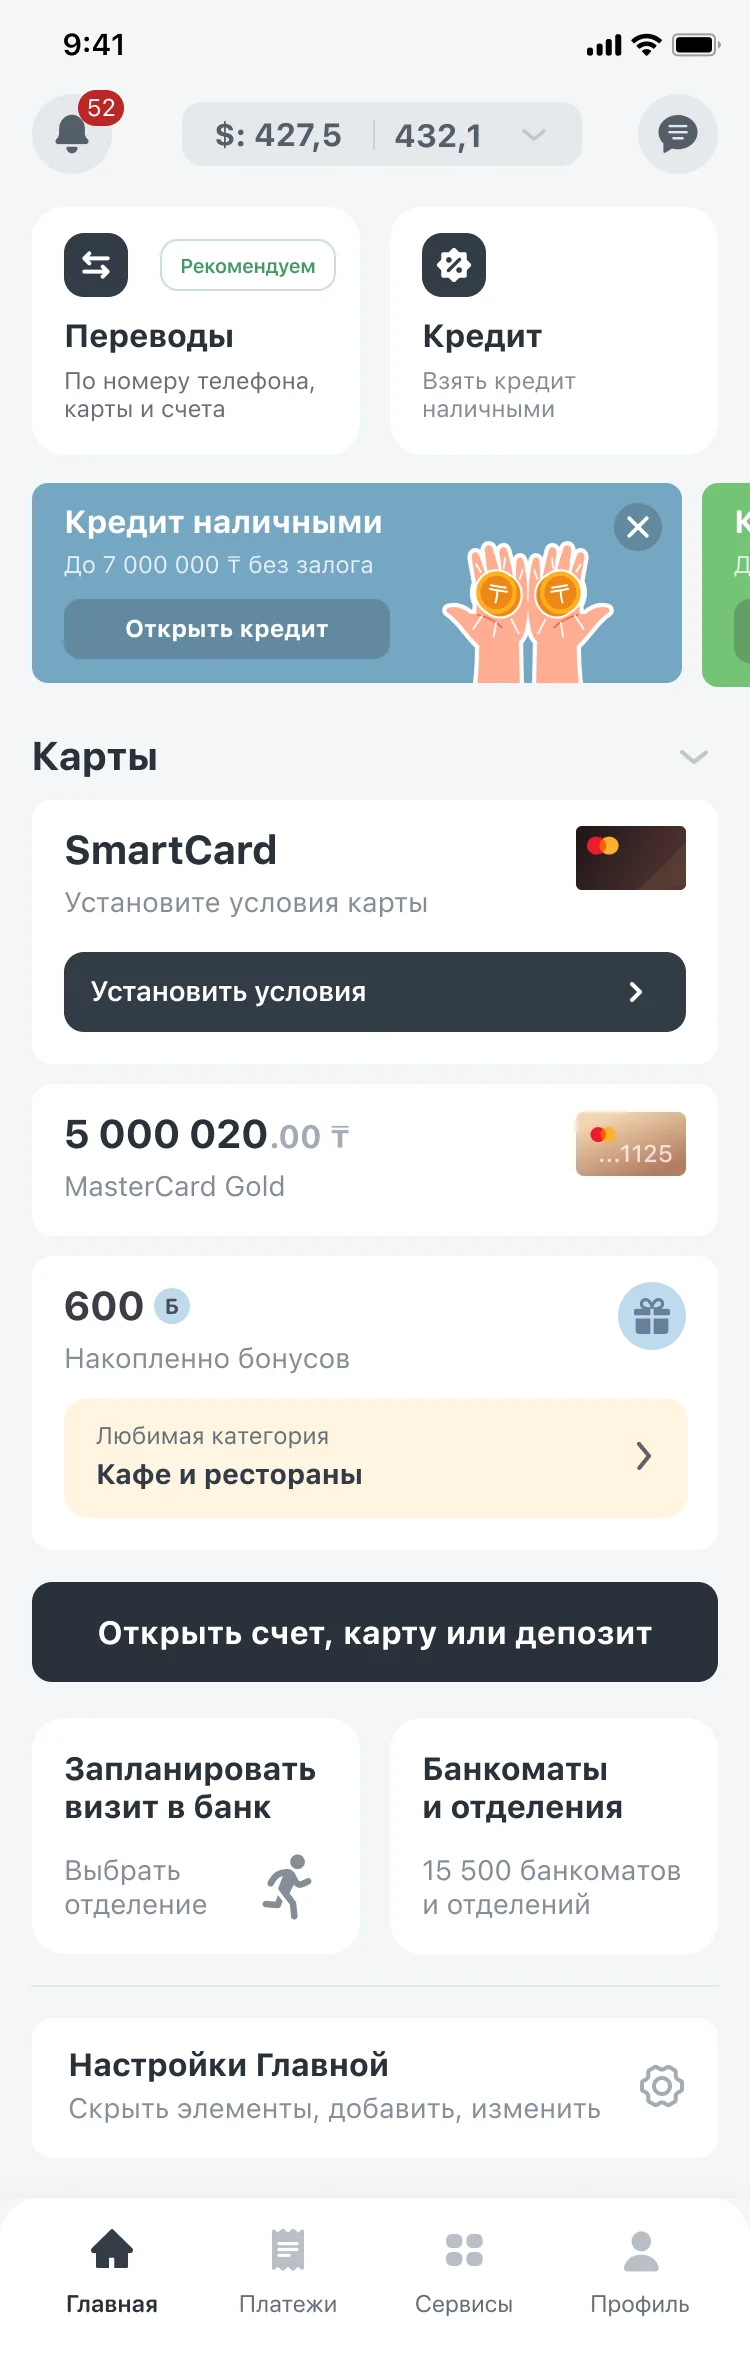 9:41
52
$: 427,5
432,1
Рекомендуем
Переводы
По номеру телефона,
карты и счета
Кредит
Взять кредит
наличными
Кредит наличными
До 7 000 000 ₸ без залога
Открыть кредит
₸ ₸
К
Д
Карты
SmartCard
Установите условия карты
Установить условия
5 000 020.00 ₸
...1125
MasterCard Gold
600 Б
Накопленно бонусов
Любимая категория
Кафе и рестораны
Открыть счет, карту или депозит
Запланировать
визит в банк
Выбрать
отделение
Банкоматы
и отделения
15 500 банкоматов
и отделений
Настройки Главной
Скрыть элементы, добавить, изменить
Главная
Платежи
Сервисы
Профиль